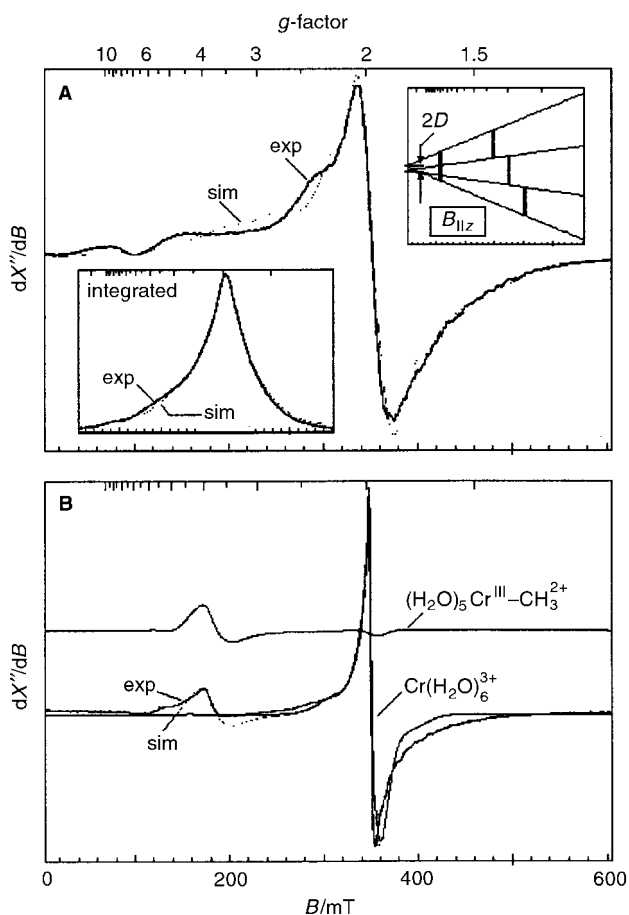 g-factor
10 6 4 3 2 1.5
A
exp
sim
2D
B||z
integrated
exp
sim
dX″/dB
B
(H₂O)₅Crᴵᴵᴵ–CH₃²⁺
exp
sim
Cr(H₂O)₆³⁺
dX″/dB
0 200 400 600
B/mT